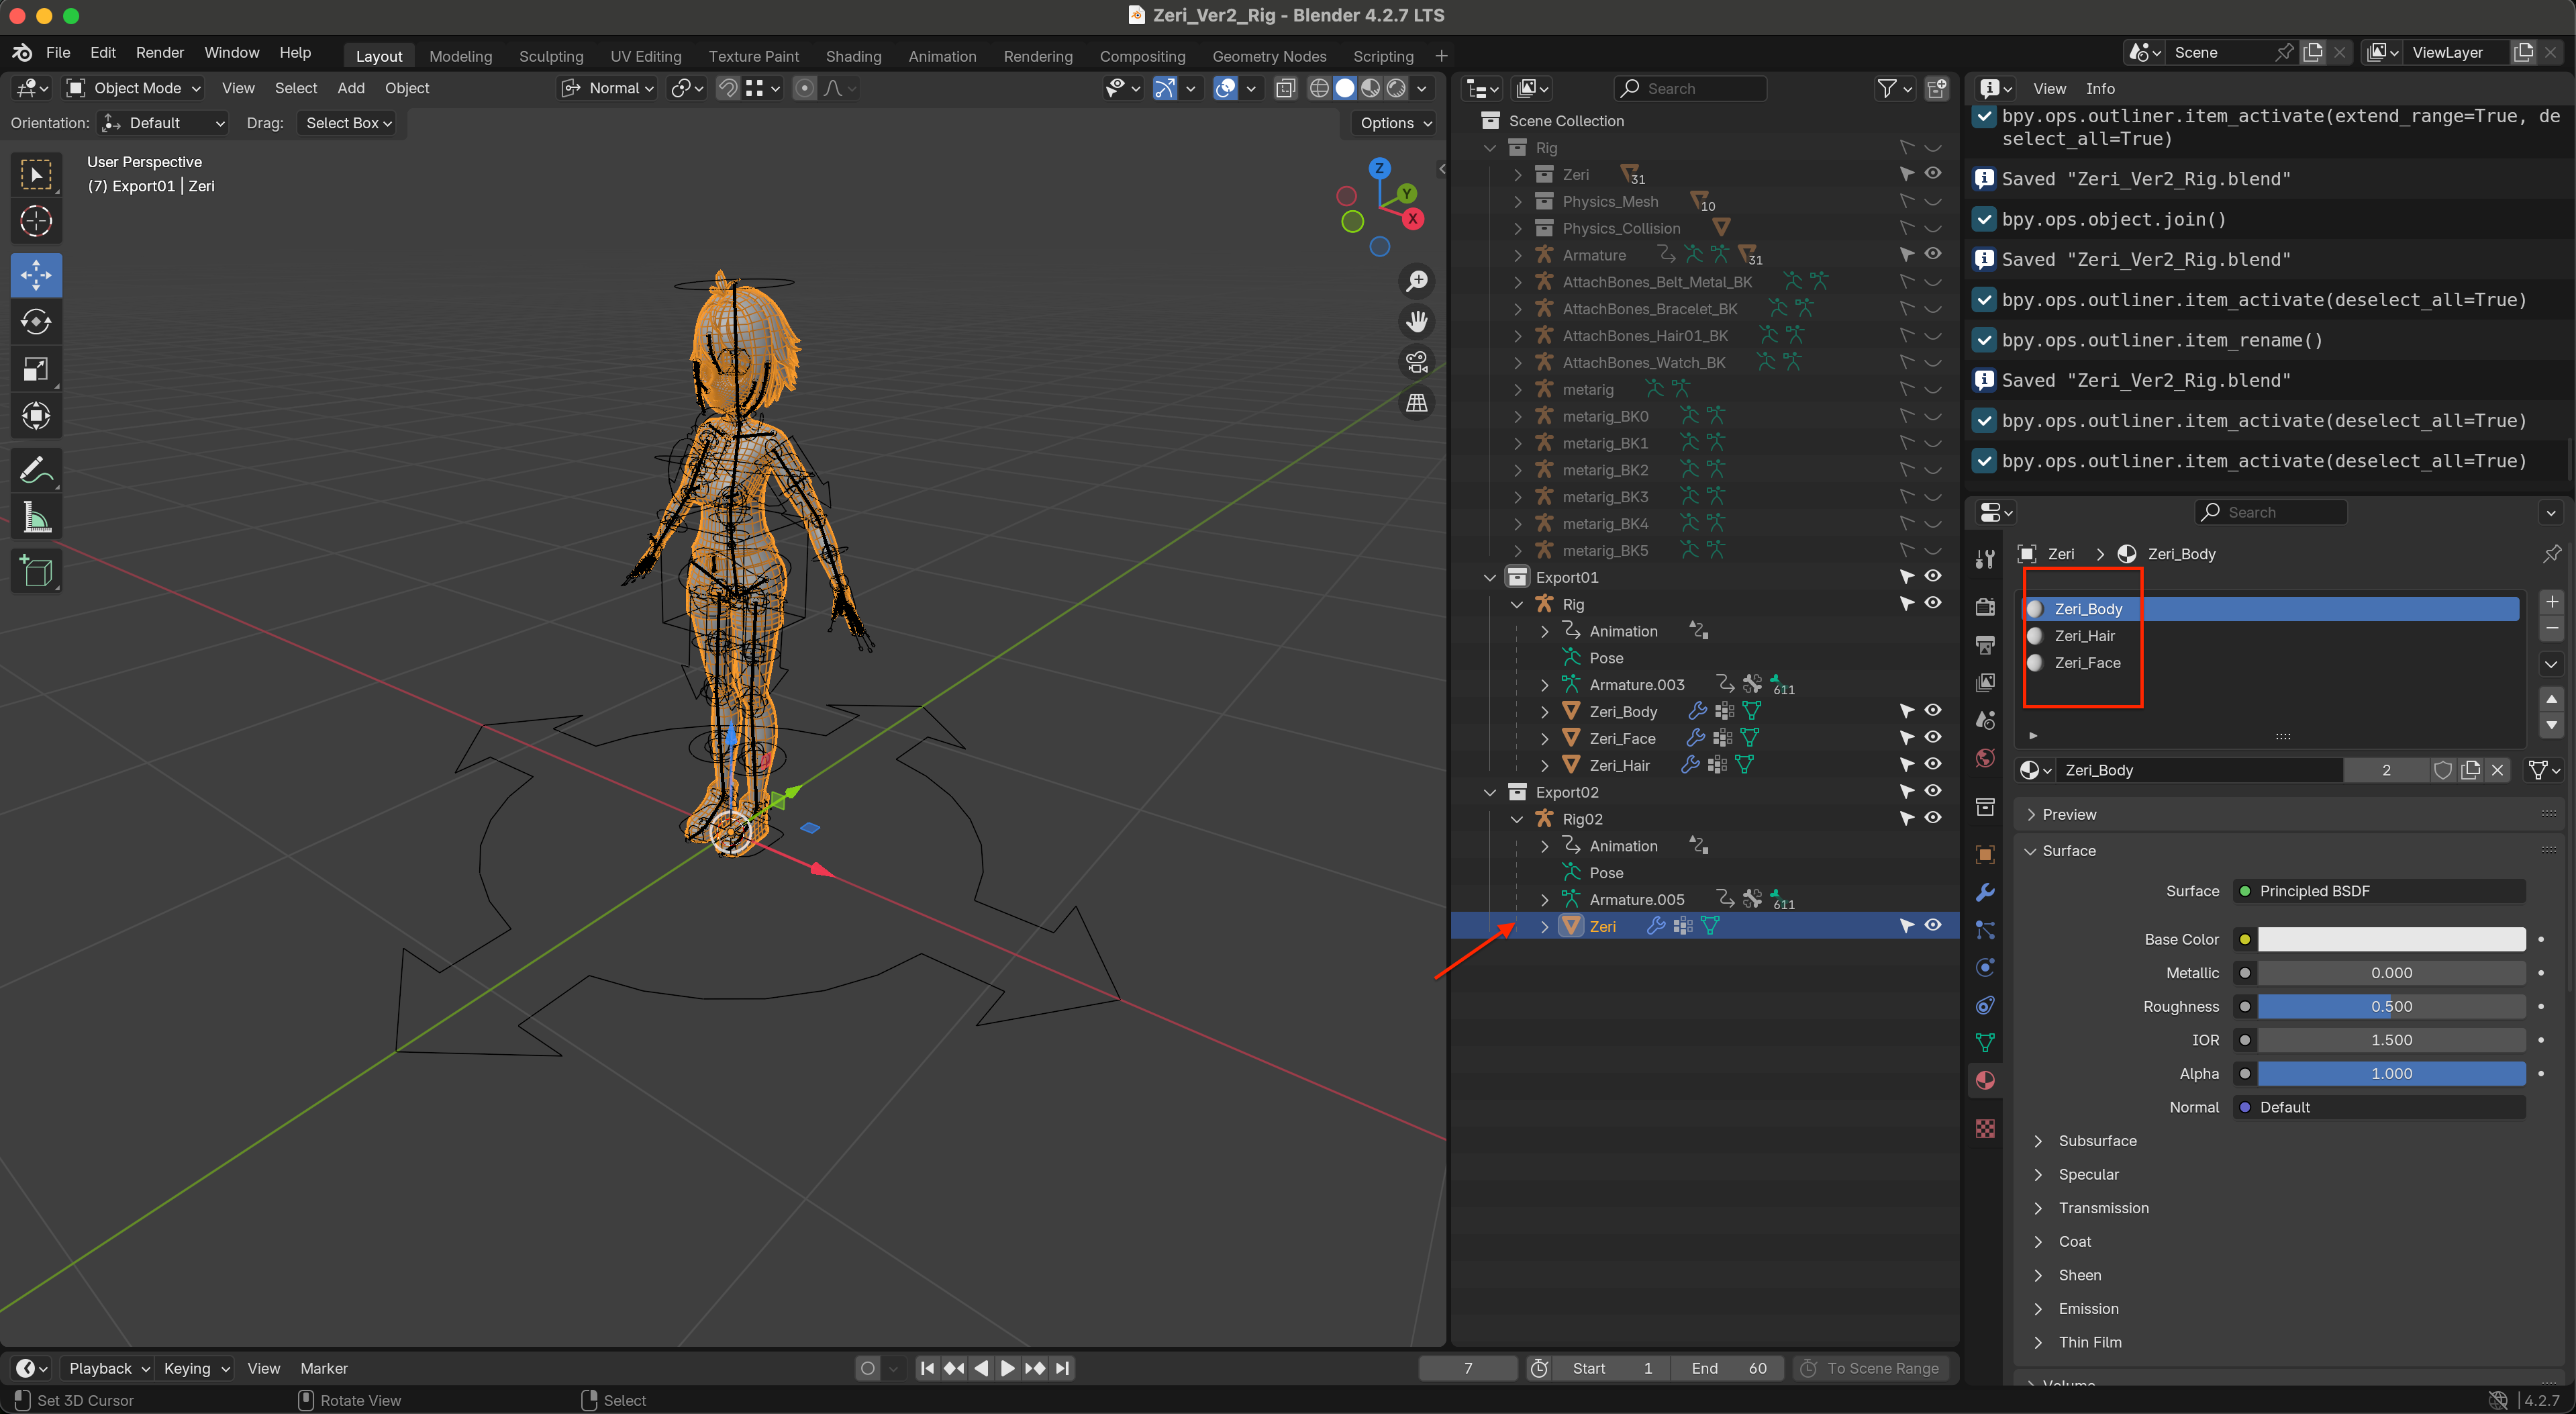 Zeri_Ver2_Rig - Blender 4.2.7 LTS
File Edit Render Window Help Layout Modeling Sculpting UV Editing Texture Paint Shading Animation Rendering Compositing Geometry Nodes Scripting + Scene ViewLayer
Object Mode View Select Add Object Normal
Orientation: Default Drag: Select Box Options
User Perspective
(7) Export01 | Zeri
Z
Y
X
Search
Scene Collection
Rig
Zeri 31
Physics_Mesh 10
Physics_Collision
Armature 31
AttachBones_Belt_Metal_BK
AttachBones_Bracelet_BK
AttachBones_Hair01_BK
AttachBones_Watch_BK
metarig
metarig_BK0
metarig_BK1
metarig_BK2
metarig_BK3
metarig_BK4
metarig_BK5
Export01
Rig
Animation
Pose
Armature.003 611
Zeri_Body
Zeri_Face
Zeri_Hair
Export02
Rig02
Animation
Pose
Armature.005 611
Zeri
View Info
bpy.ops.outliner.item_activate(extend_range=True, de
select_all=True)
Saved "Zeri_Ver2_Rig.blend"
bpy.ops.object.join()
Saved "Zeri_Ver2_Rig.blend"
bpy.ops.outliner.item_activate(deselect_all=True)
bpy.ops.outliner.item_rename()
Saved "Zeri_Ver2_Rig.blend"
bpy.ops.outliner.item_activate(deselect_all=True)
bpy.ops.outliner.item_activate(deselect_all=True)
Search
Zeri > Zeri_Body
Zeri_Body
Zeri_Hair
Zeri_Face
Zeri_Body 2
Preview
Surface
Surface Principled BSDF
Base Color
Metallic 0.000
Roughness 0.500
IOR 1.500
Alpha 1.000
Normal Default
Subsurface
Specular
Transmission
Coat
Sheen
Emission
Thin Film
Volume
Playback Keying View Marker 7 Start 1 End 60 To Scene Range
Set 3D Cursor Rotate View Select 4.2.7